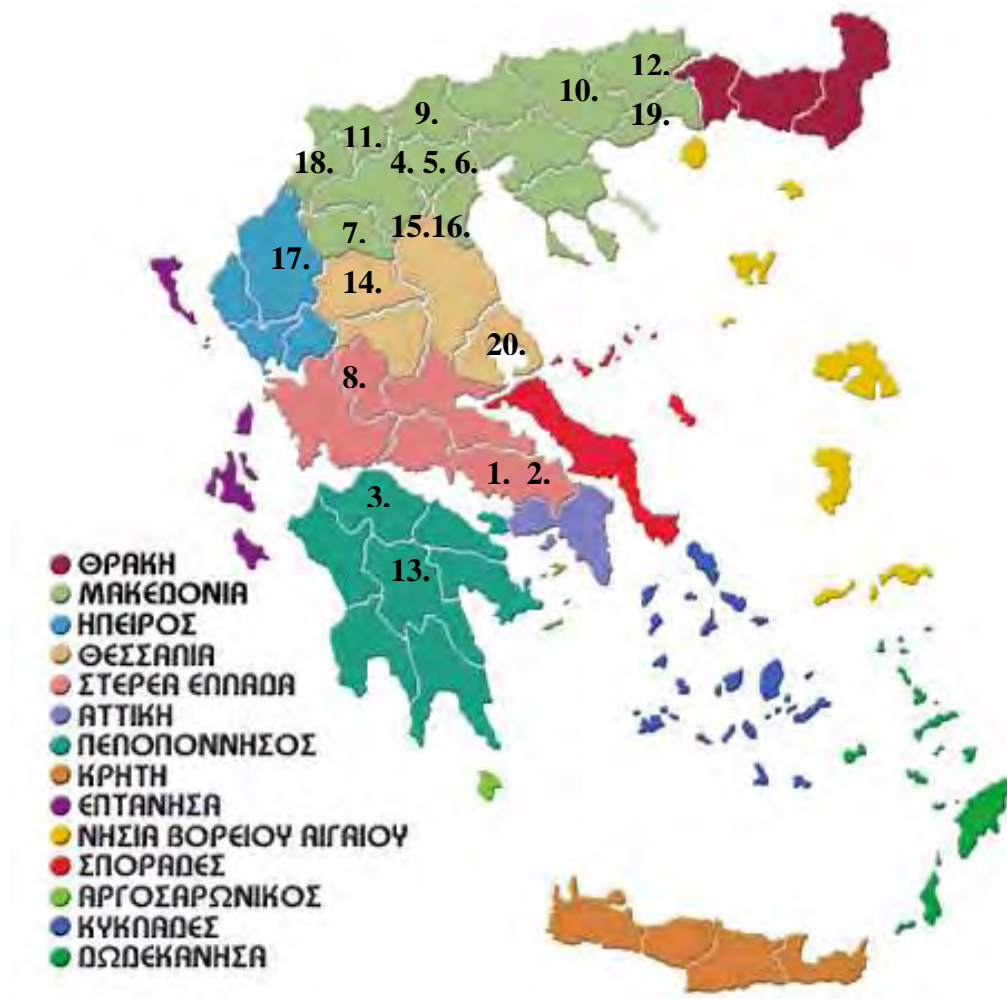 12.
10.
9.
19.
11.
18.
4. 5. 6.
15.16.
7.
17.
14.
20.
8.
1. 2.
3.
13.
ΘΡΑΚΗ
ΜΑΚΕΔΟΝΙΑ
ΗΠΕΙΡΟΣ
ΘΕΣΣΑΛΙΑ
ΣΤΕΡΕΑ ΕΛΛΑΔΑ
ΑΤΤΙΚΗ
ΠΕΛΟΠΟΝΝΗΣΟΣ
ΚΡΗΤΗ
ΕΠΤΑΝΗΣΑ
ΝΗΣΙΑ ΒΟΡΕΙΟΥ ΑΙΓΑΙΟΥ
ΣΠΟΡΑΔΕΣ
ΑΡΓΟΣΑΡΩΝΙΚΟΣ
ΚΥΚΛΑΔΕΣ
ΔΩΔΕΚΑΝΗΣΑ